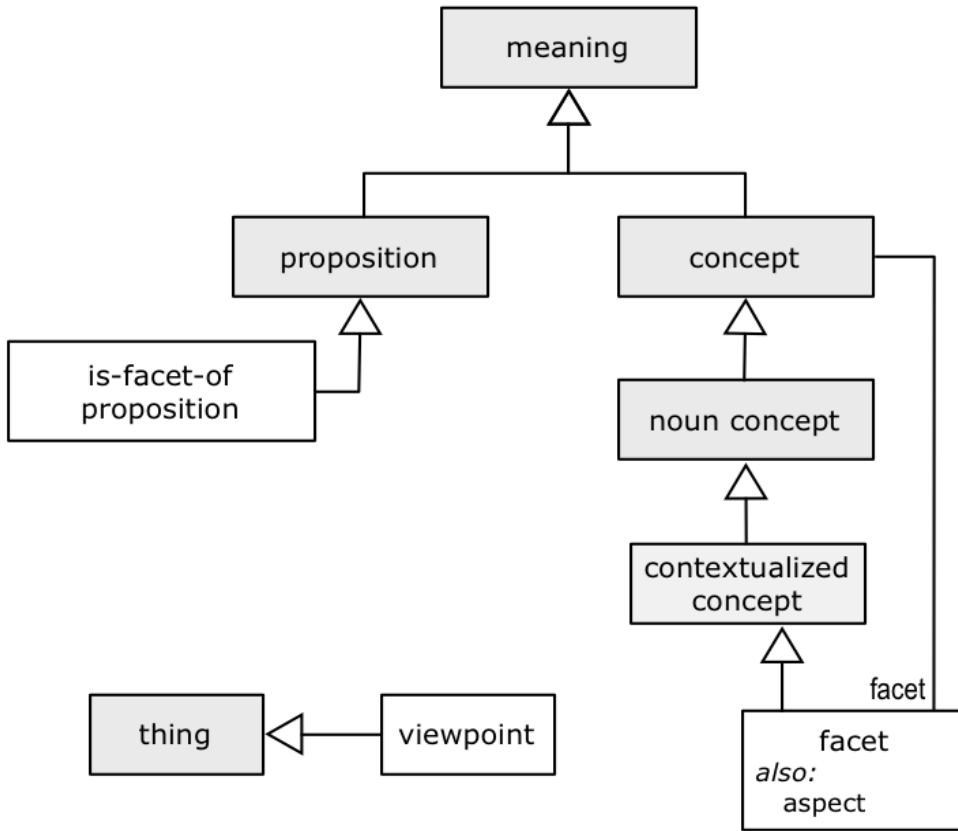 meaning
proposition
concept
is-facet-of
proposition
noun concept
contextualized
concept
facet
thing
viewpoint
facet
also:
aspect